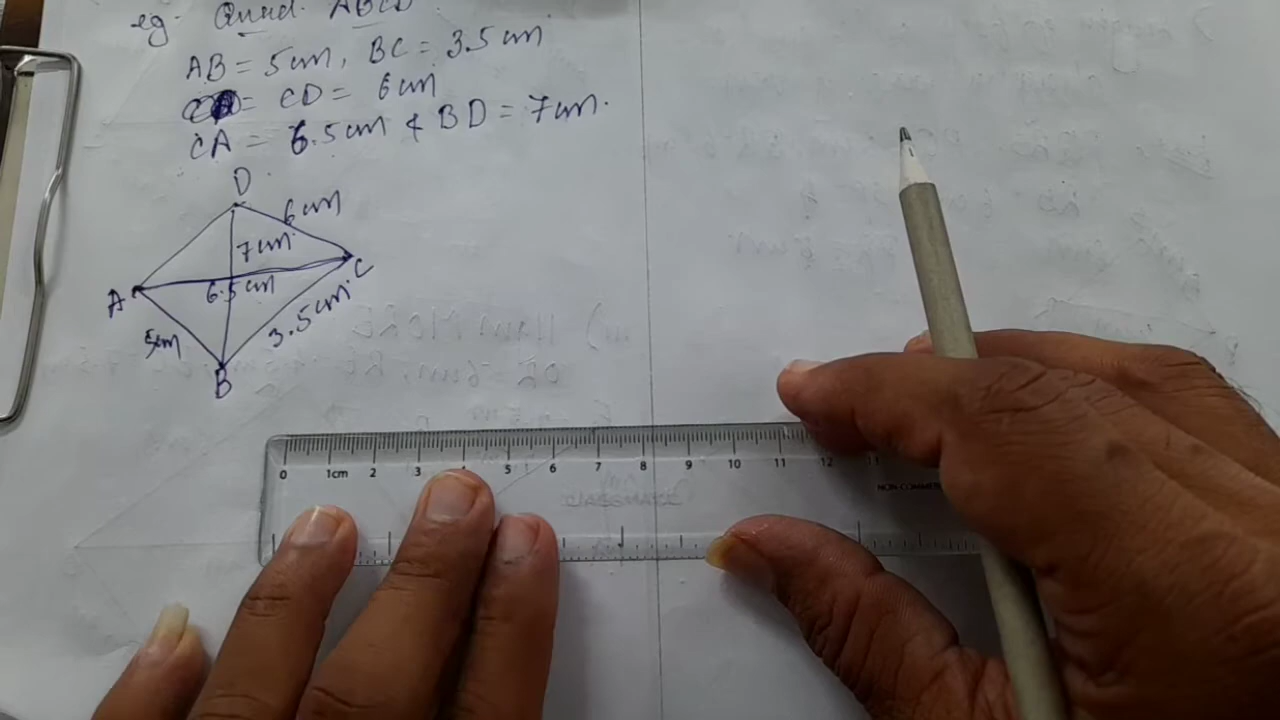 eg. Quad. ABCD.
AB = 5cm, BC = 3.5cm
= CD = 6cm
CA = 6.5cm & BD = 7cm.
D
6cm
7cm
C
6.5cm
A
3.5cm
5cm
B
0 1cm 2 3 4 5 6 7 8 9 10 11 12